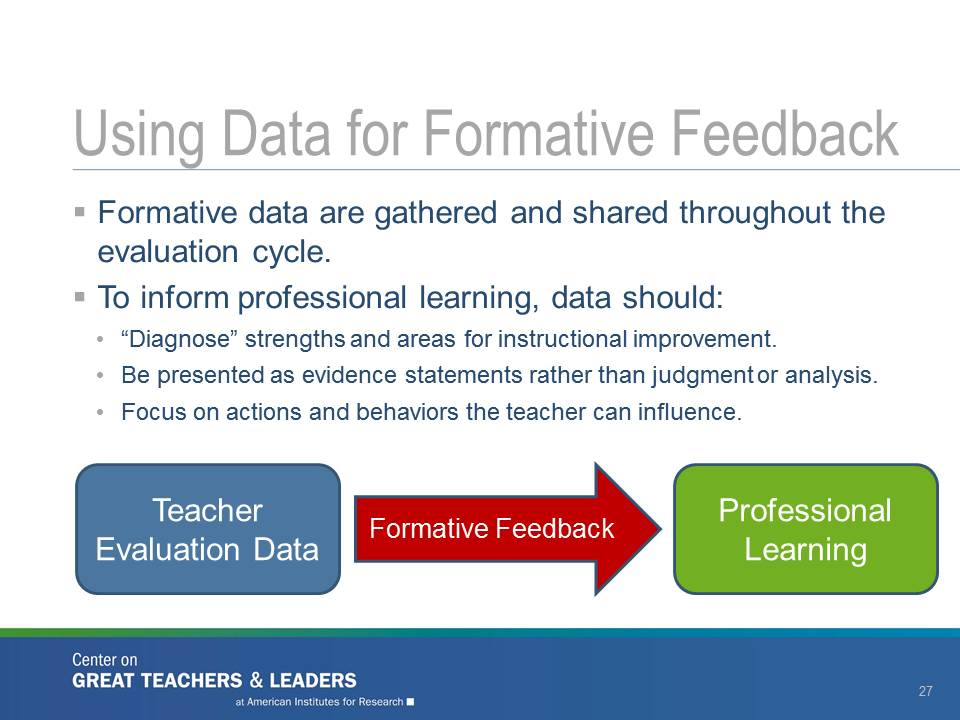 Using Data for Formative Feedback
▪ Formative data are gathered and shared throughout the
evaluation cycle.
▪ To inform professional learning, data should:
• “Diagnose” strengths and areas for instructional improvement.
• Be presented as evidence statements rather than judgment or analysis.
• Focus on actions and behaviors the teacher can influence.
Teacher
Evaluation Data
Formative Feedback
Professional
Learning
Center on
GREAT TEACHERS & LEADERS
at American Institutes for Research
27